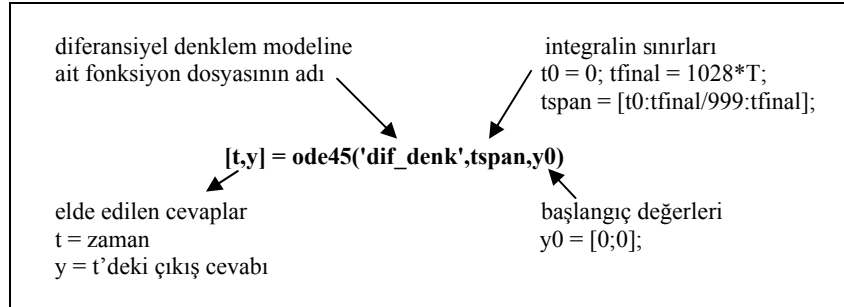 diferansiyel denklem modeline
ait fonksiyon dosyasının adı
integralin sınırları
t0 = 0; tfinal = 1028*T;
tspan = [t0:tfinal/999:tfinal];
[t,y] = ode45('dif_denk',tspan,y0)
elde edilen cevaplar
t = zaman
y = t’deki çıkış cevabı
başlangıç değerleri
y0 = [0;0];